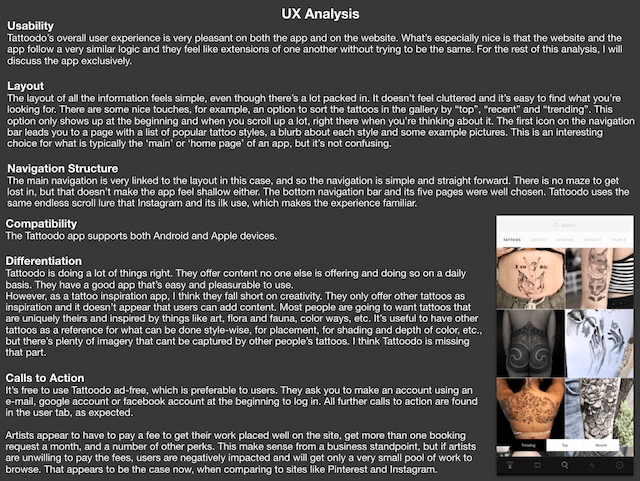 UX Analysis
Usability
Tattoodo’s overall user experience is very pleasant on both the app and on the website. What’s especially nice is that the website and the
app follow a very similar logic and they feel like extensions of one another without trying to be the same. For the rest of this analysis, I will
discuss the app exclusively.
Layout
The layout of all the information feels simple, even though there’s a lot packed in. It doesn’t feel cluttered and it’s easy to find what you’re
looking for. There are some nice touches, for example, an option to sort the tattoos in the gallery by “top”, “recent” and “trending”. This
option only shows up at the beginning and when you scroll up a lot, right there when you’re thinking about it. The first icon on the navigation
bar leads you to a page with a list of popular tattoo styles, a blurb about each style and some example pictures. This is an interesting
choice for what is typically the ‘main’ or ‘home page’ of an app, but it’s not confusing.
Navigation Structure
The main navigation is very linked to the layout in this case, and so the navigation is simple and straight forward. There is no maze to get
lost in, but that doesn’t make the app feel shallow either. The bottom navigation bar and its five pages were well chosen. Tattoodo uses the
same endless scroll lure that Instagram and its ilk use, which makes the experience familiar.
Compatibility
The Tattoodo app supports both Android and Apple devices.
Differentiation
Tattoodo is doing a lot of things right. They offer content no one else is offering and doing so on a daily
basis. They have a good app that’s easy and pleasurable to use.
However, as a tattoo inspiration app, I think they fall short on creativity. They only offer other tattoos as
inspiration and it doesn’t appear that users can add content. Most people are going to want tattoos that
are uniquely theirs and inspired by things like art, flora and fauna, color ways, etc. It’s useful to have other
tattoos as a reference for what can be done style-wise, for placement, for shading and depth of color, etc.,
but there’s plenty of imagery that cant be captured by other people’s tattoos. I think Tattoodo is missing
that part.
Calls to Action
It’s free to use Tattoodo ad-free, which is preferable to users. They ask you to make an account using an
e-mail, google account or facebook account at the beginning to log in. All further calls to action are found
in the user tab, as expected.
Artists appear to have to pay a fee to get their work placed well on the site, get more than one booking
request a month, and a number of other perks. This make sense from a business standpoint, but if artists
are unwilling to pay the fees, users are negatively impacted and will get only a very small pool of work to
browse. That appears to be the case now, when comparing to sites like Pinterest and Instagram.
Search
TATTOOS ARTISTS STUDIOS ARTICLES PEOPLE
Trending Top Recent